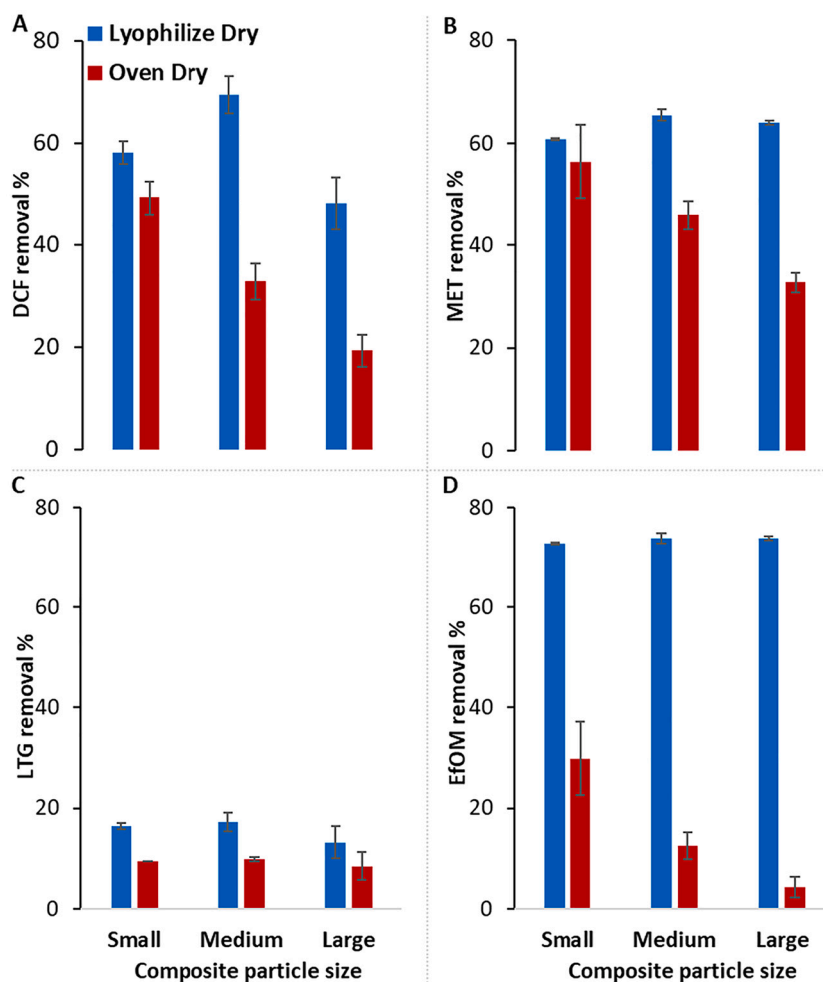 A
Lyophilize Dry
Oven Dry
80
60
40
20
0
DCF removal %
B
80
60
40
20
0
MET removal %
C
80
60
40
20
0
LTG removal %
Small Medium Large
Composite particle size
D
80
60
40
20
0
EfOM removal %
Small Medium Large
Composite particle size